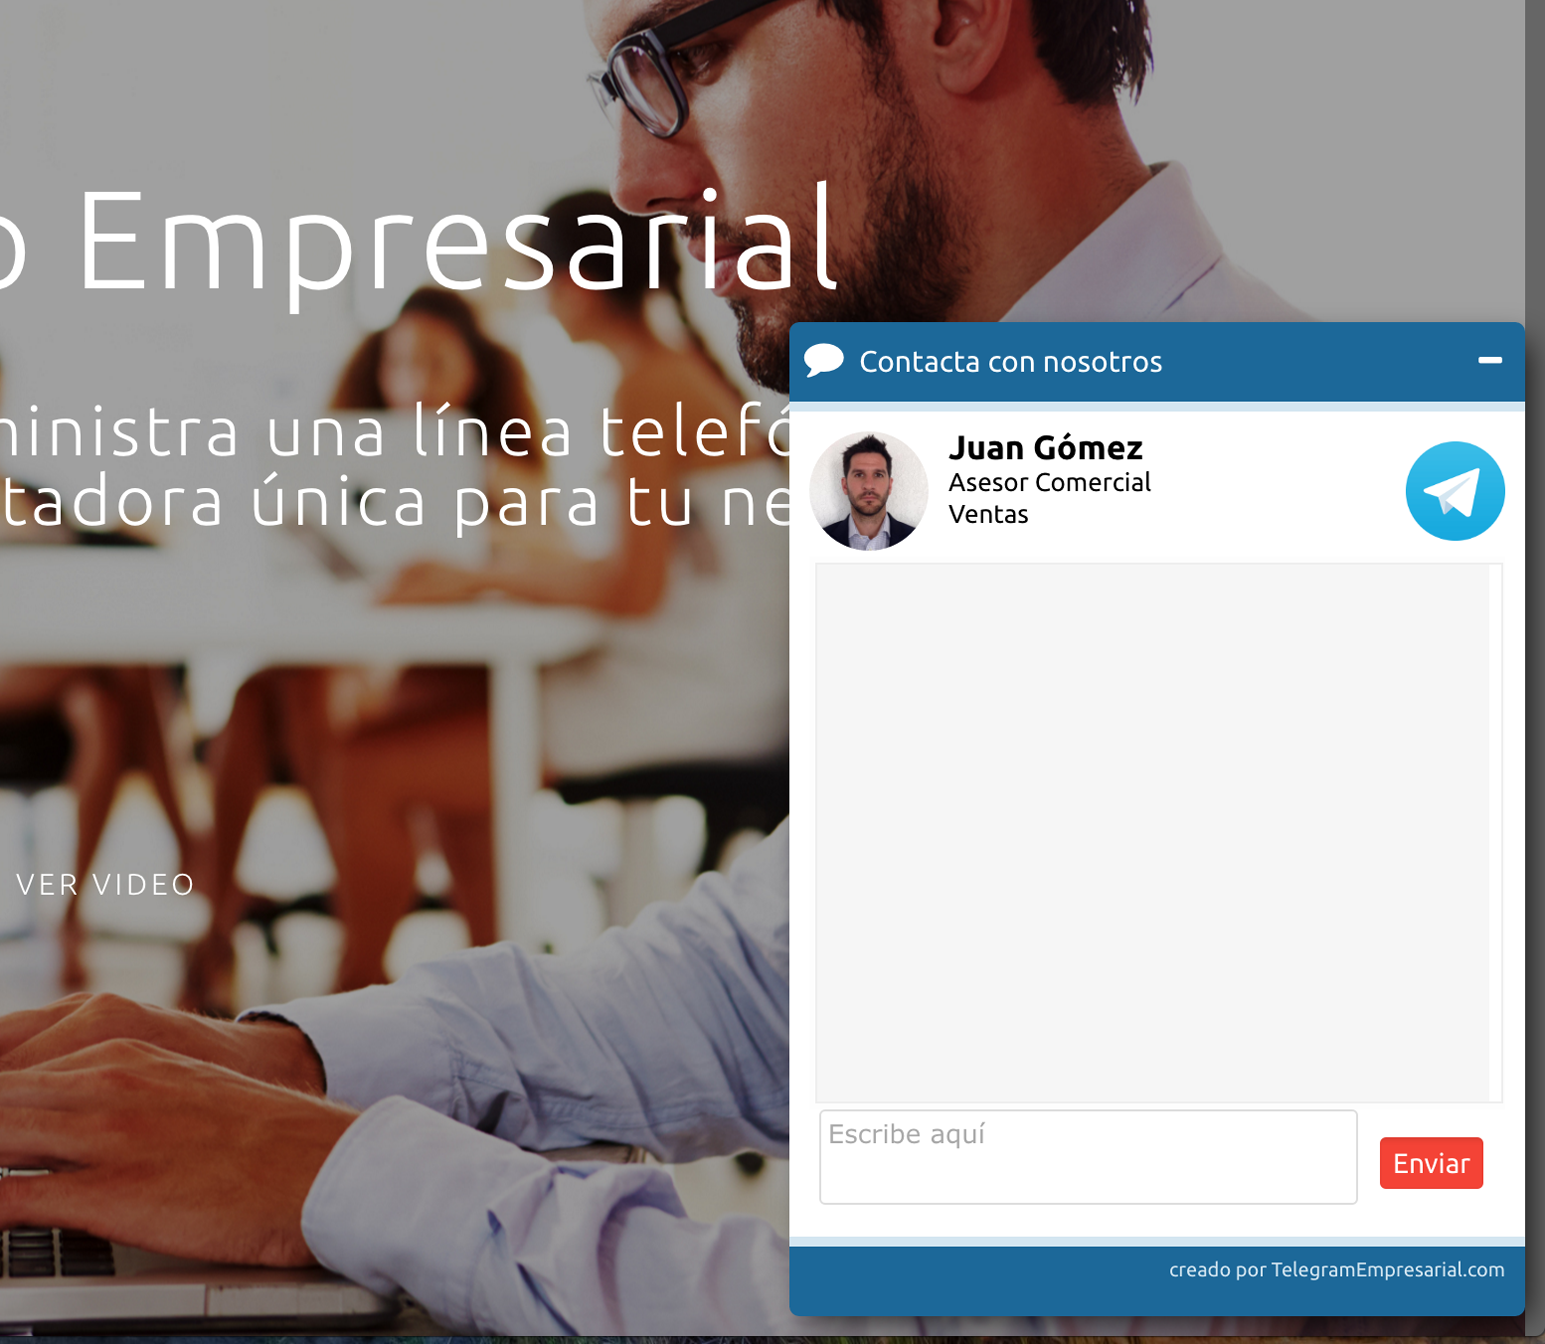 o Empresarial
ninistra una línea telefó
tadora única para tu ne
VER VIDEO
Contacta con nosotros
Juan Gómez
Asesor Comercial
Ventas
Escribe aquí
Enviar
creado por TelegramEmpresarial.com